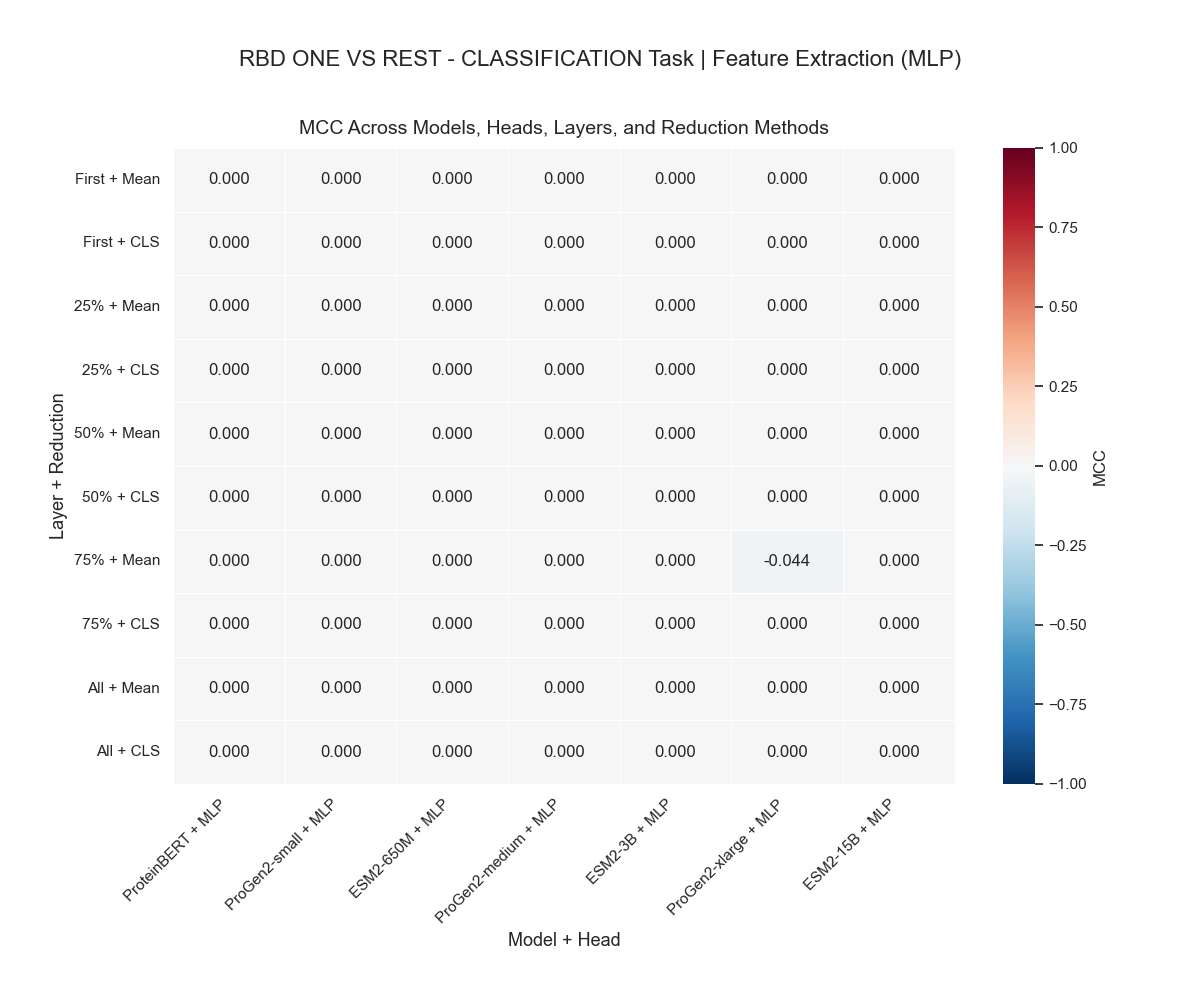 RBD ONE VS REST - CLASSIFICATION Task | Feature Extraction (MLP)
MCC Across Models, Heads, Layers, and Reduction Methods
First + Mean 0.000 0.000 0.000 0.000 0.000 0.000 0.000
First + CLS 0.000 0.000 0.000 0.000 0.000 0.000 0.000
25% + Mean 0.000 0.000 0.000 0.000 0.000 0.000 0.000
25% + CLS 0.000 0.000 0.000 0.000 0.000 0.000 0.000
50% + Mean 0.000 0.000 0.000 0.000 0.000 0.000 0.000
50% + CLS 0.000 0.000 0.000 0.000 0.000 0.000 0.000
75% + Mean 0.000 0.000 0.000 0.000 0.000 -0.044 0.000
75% + CLS 0.000 0.000 0.000 0.000 0.000 0.000 0.000
All + Mean 0.000 0.000 0.000 0.000 0.000 0.000 0.000
All + CLS 0.000 0.000 0.000 0.000 0.000 0.000 0.000
Layer + Reduction
ProteinBERT + MLP
ProGen2-small + MLP
ESM2-650M + MLP
ProGen2-medium + MLP
ESM2-3B + MLP
ProGen2-xlarge + MLP
ESM2-15B + MLP
Model + Head
1.00
0.75
0.50
0.25
0.00
−0.25
−0.50
−0.75
−1.00
MCC